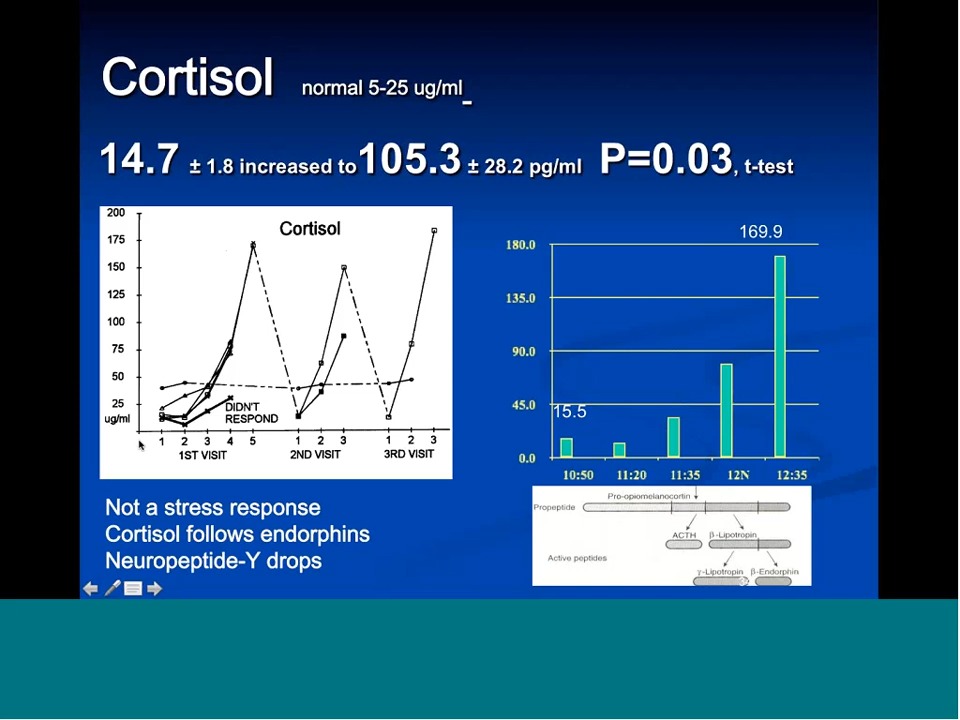 Cortisol normal 5-25 ug/ml
14.7 ± 1.8 increased to 105.3 ± 28.2 pg/ml P=0.03, t-test
Cortisol
200
175
150
125
100
75
50
25
ug/ml
DIDN'T
RESPOND
1 2 3 4 5 1 2 3 1 2 3
1ST VISIT 2ND VISIT 3RD VISIT
169.9
180.0
135.0
90.0
45.0
15.5
0.0
10:50 11:20 11:35 12N 12:35
Not a stress response
Cortisol follows endorphins
Neuropeptide-Y drops
Pro-opiomelanocortin
Propeptide
ACTH β-Lipotropin
Active peptides
γ-Lipotropin β-Endorphin